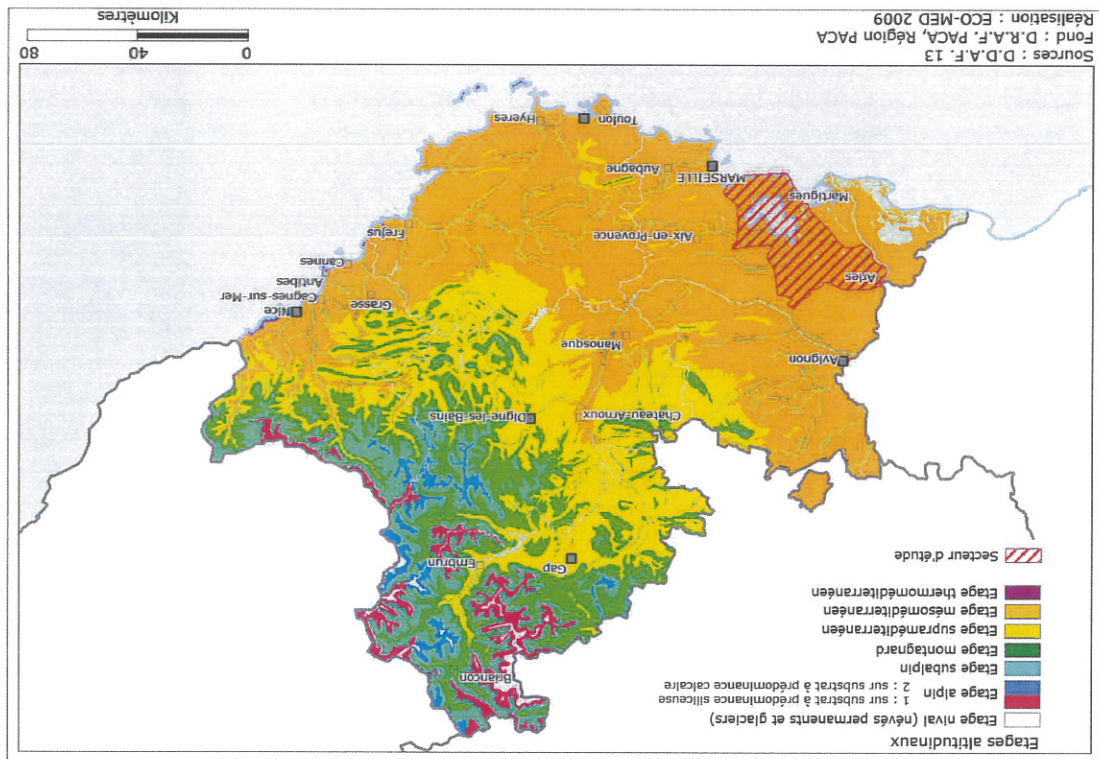 Etages altitudinaux
Etage nival (névés permanents et glaciers)
Etage alpin
1 : sur substrat à prédominance siliceuse
2 : sur substrat à prédominance calcaire
Etage subalpin
Etage montagnard
Etage supraméditerranéen
Etage mésoméditerranéen
Etage thermoméditerranéen
Secteur d'étude
Briançon
Gap
Embrun
Château-Arnoux
Digne-les-Bains
Avignon
Manosque
Nice
Cagnes-sur-Mer
Grasse
Antibes
Cannes
Arles
Aix-en-Provence
Fréjus
Martigues
MARSEILLE
Aubagne
Toulon
Hyères
Sources : D.D.A.F. 13
Fond : D.R.A.F. PACA, Région PACA
Réalisation : ECO-MED 2009
0 40 80
Kilomètres